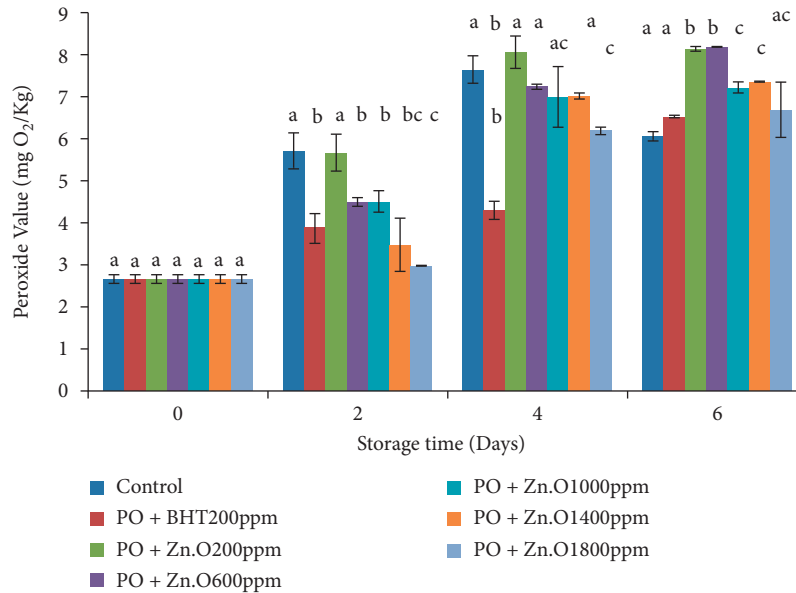 9
8
7
6
5
4
3
2
1
0
Peroxide Value (mg O₂/Kg)
a a a a a a a
a b a b b bc c
a b a a ac a c
b
a a b b c c ac
0 2 4 6
Storage time (Days)
Control
PO + BHT200ppm
PO + Zn.O200ppm
PO + Zn.O600ppm
PO + Zn.O1000ppm
PO + Zn.O1400ppm
PO + Zn.O1800ppm